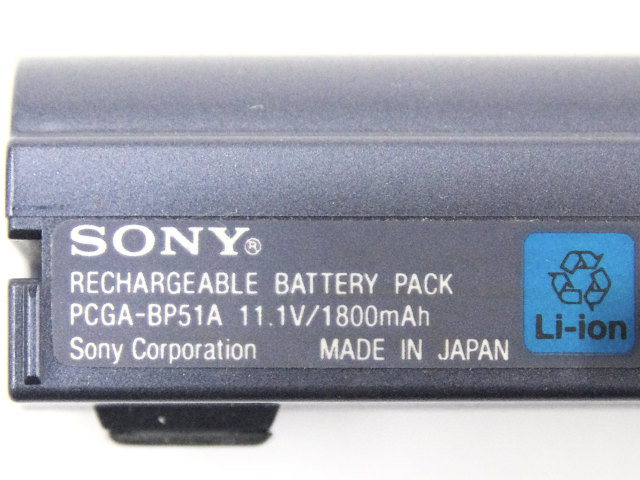 SONY®
RECHARGEABLE BATTERY PACK
PCGA-BP51A 11.1V/1800mAh
Sony Corporation MADE IN JAPAN
Li-ion